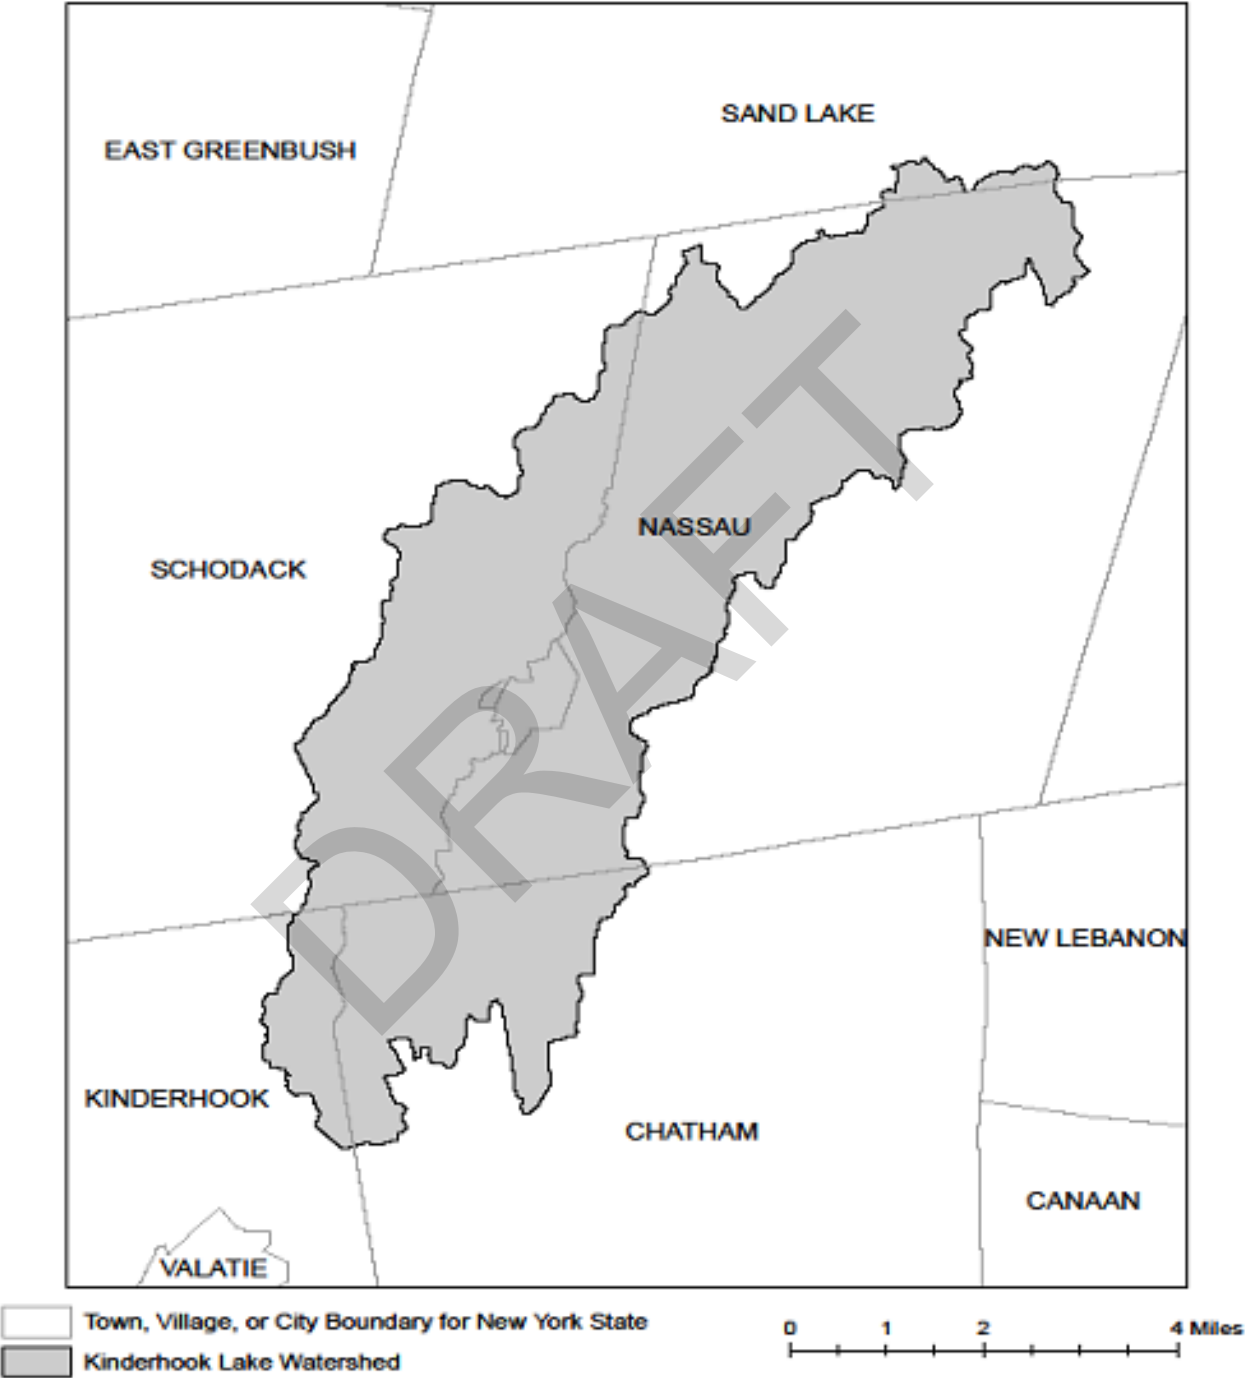 SAND LAKE
EAST GREENBUSH
NASSAU
SCHODACK
DRAFT
NEW LEBANON
KINDERHOOK
CHATHAM
CANAAN
VALATIE
Town, Village, or City Boundary for New York State
Kinderhook Lake Watershed
0 1 2 4 Miles